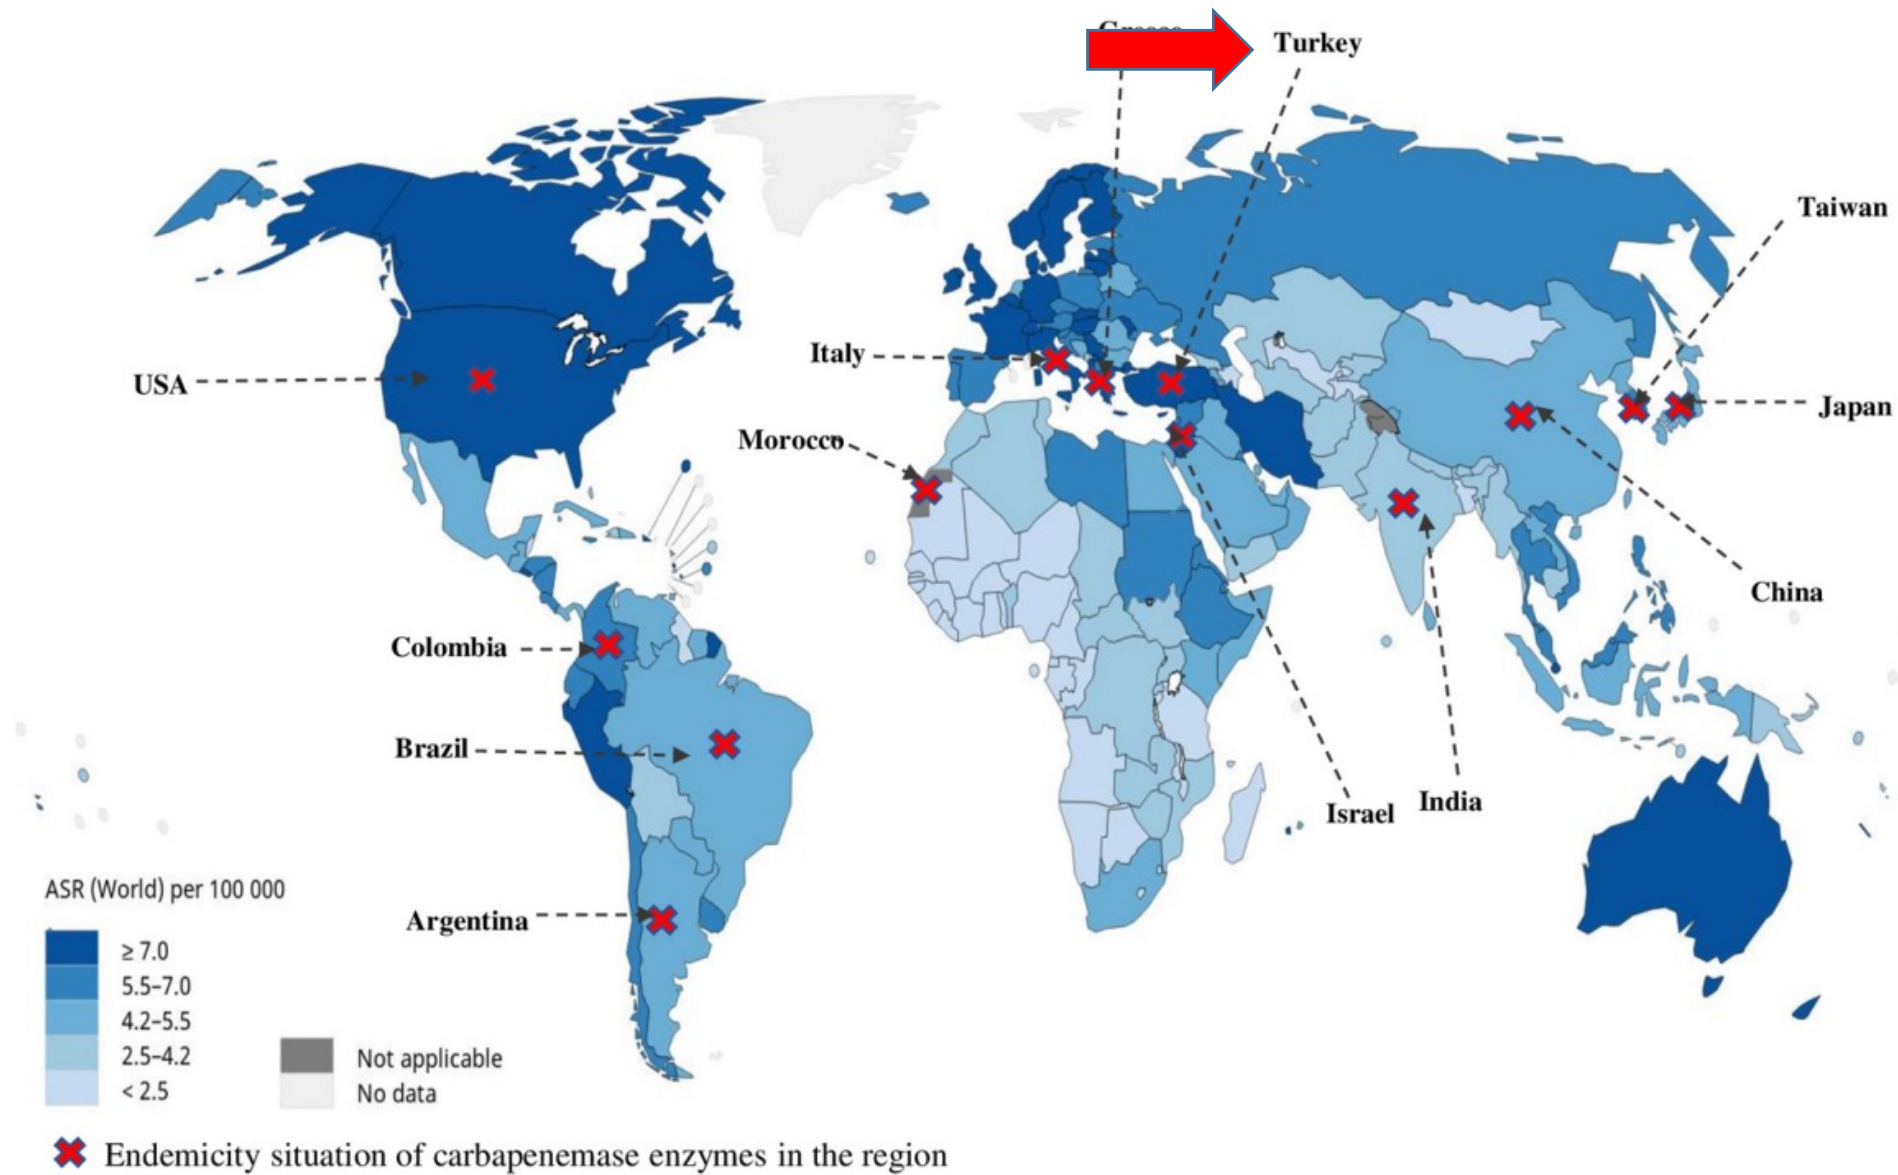 Turkey
Taiwan
Italy
USA
Japan
Morocco
China
Colombia
Brazil
Israel
India
ASR (World) per 100 000
Argentina
≥ 7.0
5.5–7.0
4.2–5.5
2.5–4.2
< 2.5
Not applicable
No data
Endemicity situation of carbapenemase enzymes in the region